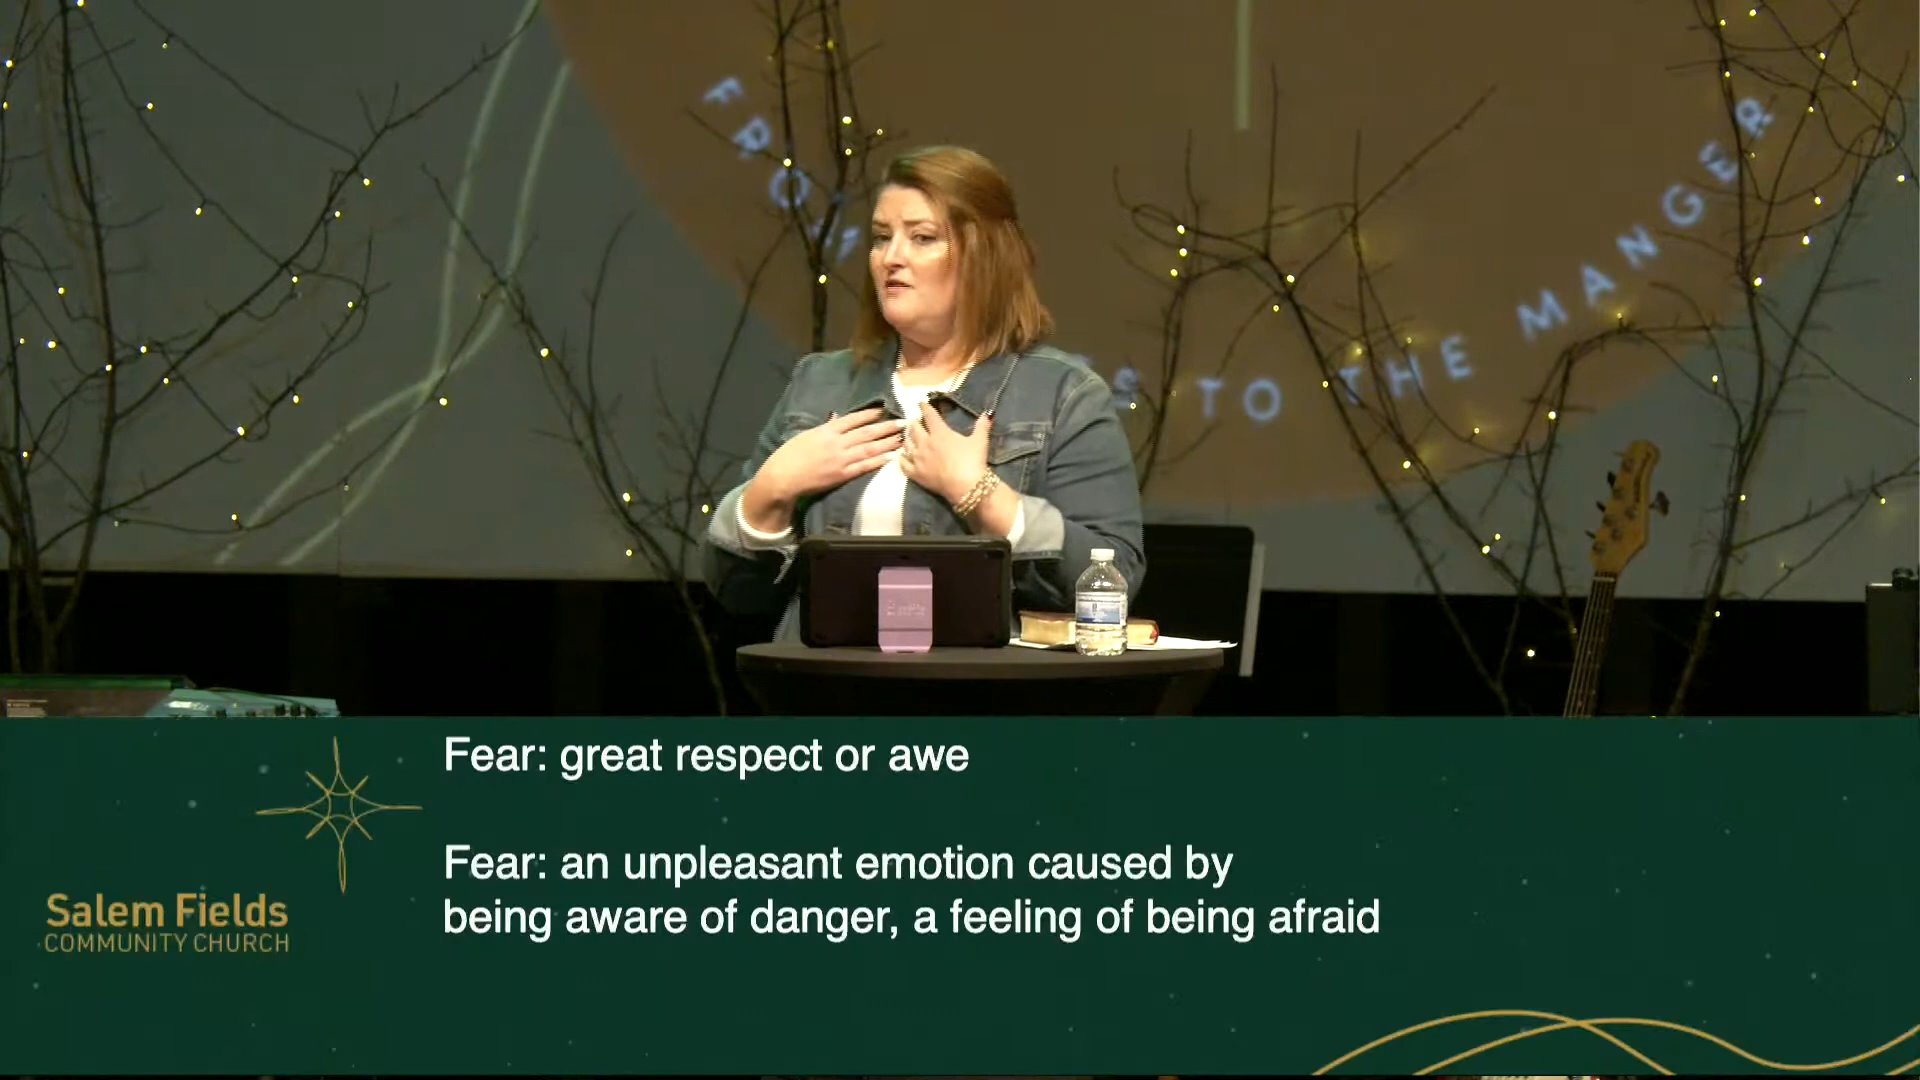 FROM
S TO THE MANGER
Fear: great respect or awe
Fear: an unpleasant emotion caused by
being aware of danger, a feeling of being afraid
Salem Fields
COMMUNITY CHURCH